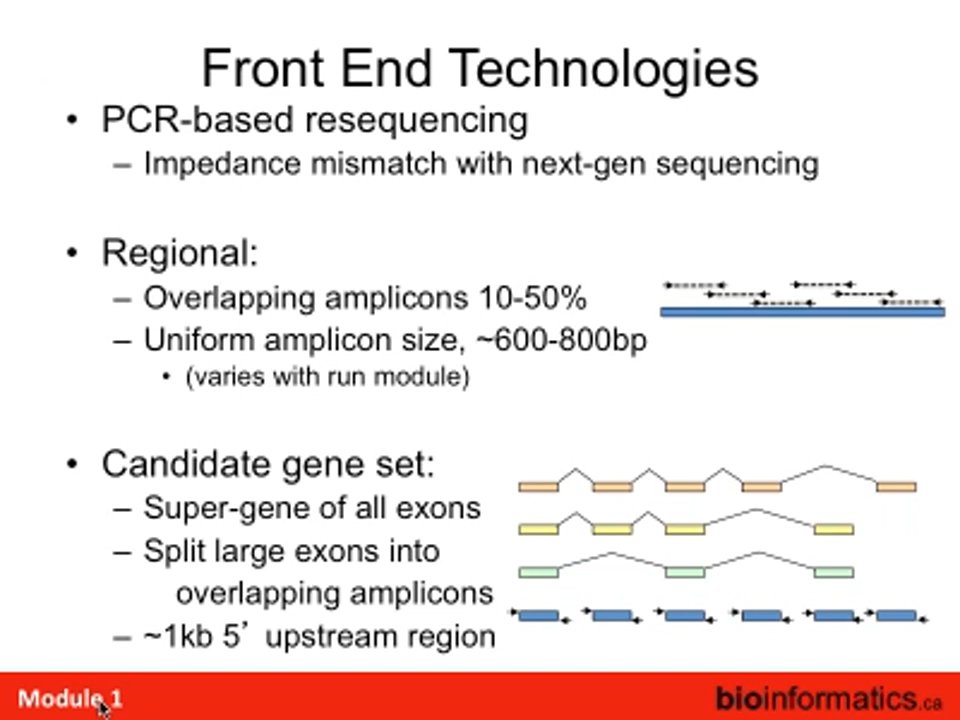 Front End Technologies
• PCR-based resequencing
– Impedance mismatch with next-gen sequencing
• Regional:
– Overlapping amplicons 10-50%
– Uniform amplicon size, ~600-800bp
• (varies with run module)
• Candidate gene set:
– Super-gene of all exons
– Split large exons into
overlapping amplicons
– ~1kb 5’ upstream region
Module 1
bioinformatics.ca